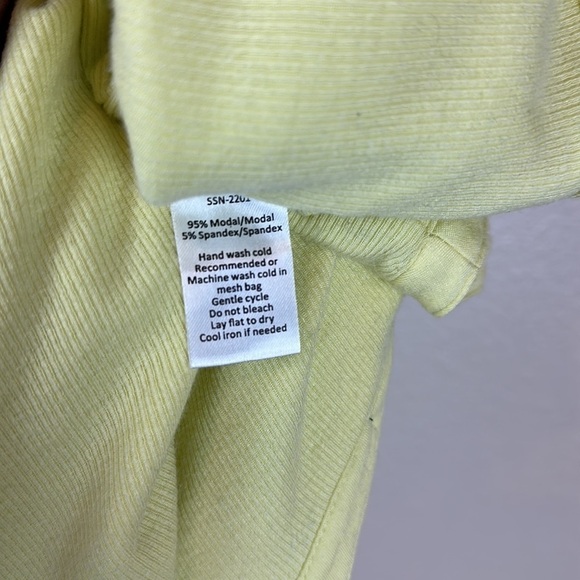 95% Modal/Modal
5% Spandex/Spandex
Hand wash cold
Recommended or
Machine wash cold in
mesh bag
Gentle cycle
Do not bleach
Lay flat to dry
Cool iron if needed